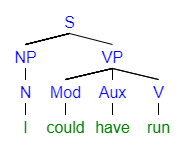 S
NP VP
N Mod Aux V
I could have run